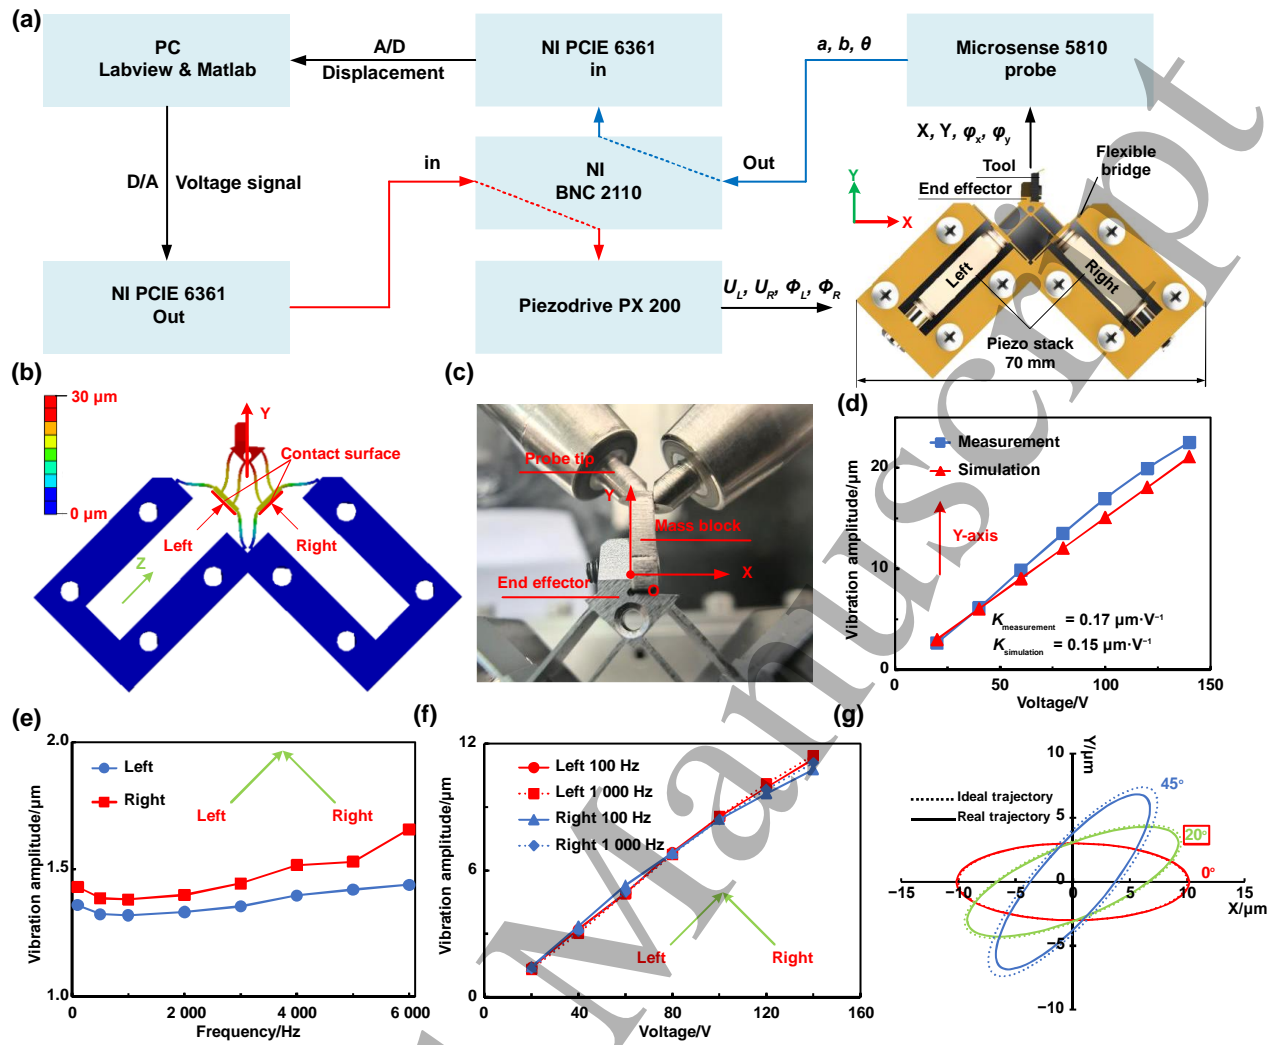 (a)
PC
Labview & Matlab
A/D
Displacement
NI PCIE 6361
in
a, b, θ
Microsense 5810
probe
X, Y, φx, φy
Flexible
bridge
Tool
End effector
Y
X
D/A
Voltage signal
in
NI
BNC 2110
Out
NI PCIE 6361
Out
Piezodrive PX 200
U_L, U_R, Φ_L, Φ_R
Left
Right
Piezo stack
70 mm
(b)
30 μm
0 μm
Y
Contact surface
Left
Right
Z
(c)
Probe tip
Y
Mass block
X
End effector
(d)
Vibration amplitude/μm
20
10
0
Measurement
Simulation
Y-axis
K measurement = 0.17 μm·V⁻¹
K simulation = 0.15 μm·V⁻¹
0
50
100
150
Voltage/V
(e)
Vibration amplitude/μm
2.0
1.5
1.0
Left
Right
Left
Right
0
2 000
4 000
6 000
Frequency/Hz
(f)
Vibration amplitude/μm
12
6
0
Left 100 Hz
Left 1 000 Hz
Right 100 Hz
Right 1 000 Hz
Left
Right
0
40
80
120
160
Voltage/V
(g)
Y/μm
10
5
0
−5
−10
Ideal trajectory
Real trajectory
45°
20°
0°
−15
−10
−5
0
5
10
15
X/μm
Manuscript